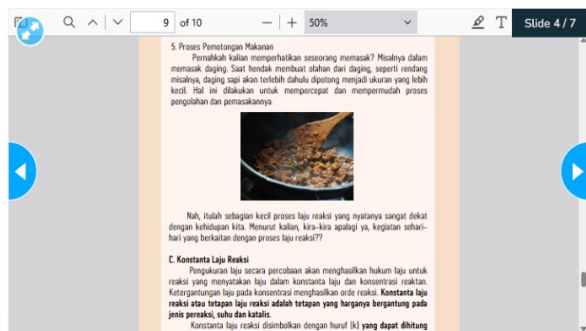 9 of 10
50%
T
Slide 4 / 7
5. Proses Pemotongan Makanan
Pernahkah kalian memperhatikan seseorang memasak? Misalnya dalam
memasak daging. Saat hendak membuat olahan dari daging, seperti rendang
misalnya, daging sapi akan terlebih dahulu dipotong menjadi ukuran yang lebih
kecil. Hal ini dilakukan untuk mempercepat dan mempermudah proses
pengolahan dan pemasakannya.
Nah, itulah sebagian kecil proses laju reaksi yang nyatanya sangat dekat
dengan kehidupan kita. Menurut kalian, kira-kira apalagi ya, kegiatan sehari-
hari yang berkaitan dengan proses laju reaksi??
C. Konstanta Laju Reaksi
Pengukuran laju secara percobaan akan menghasilkan hukum laju untuk
reaksi yang menyatakan laju dalam konstanta laju dan konsentrasi reaktan.
Ketergantungan laju pada konsentrasi menghasilkan orde reaksi. Konstanta laju
reaksi atau tetapan laju reaksi adalah tetapan yang harganya bergantung pada
jenis pereaksi, suhu dan katalis.
Konstanta laju reaksi disimbolkan dengan huruf (k) yang dapat dihitung